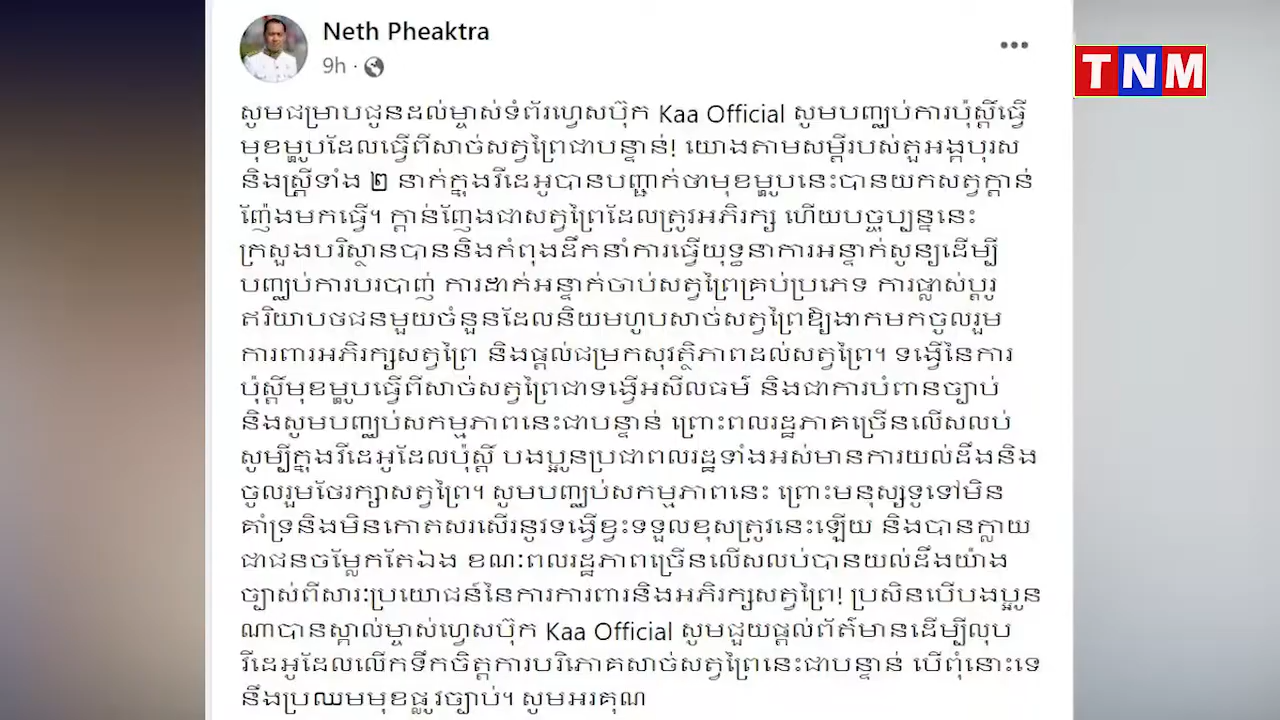 Neth Pheaktra
9h ·
TNM
សូមជម្រាបជូនដល់ម្ចាស់ទំព័រហ្វេសប៊ុក Kaa Official សូមបញ្ឈប់ការប៉ុស្តិ៍ធ្វើ
មុខម្ហូបដែលធ្វើពីសាច់សត្វព្រៃជាបន្ទាន់! យោងតាមសម្តីរបស់តួអង្គបុរស
និងស្ត្រីទាំង ២ នាក់ក្នុងវីដេអូបានបញ្ជាក់ថាមុខម្ហូបនេះបានយកសត្វក្តាន់
ញ៉ែងមកធ្វើ។ ក្តាន់ញែងជាសត្វព្រៃដែលត្រូវអភិរក្ស ហើយបច្ចុប្បន្ននេះ
ក្រសួងបរិស្ថានបាននិងកំពុងដឹកនាំការធ្វើយុទ្ធនាការអន្ទាក់សូន្យដើម្បី
បញ្ឈប់ការបរបាញ់ ការដាក់អន្ទាក់ចាប់សត្វព្រៃគ្រប់ប្រភេទ ការផ្លាស់ប្តូរ
ឥរិយាបថជនមួយចំនួនដែលនិយមហូបសាច់សត្វព្រៃឱ្យងាកមកចូលរួម
ការពារអភិរក្សសត្វព្រៃ និងផ្តល់ជម្រកសុវត្ថិភាពដល់សត្វព្រៃ។ ទង្វើនៃការ
ប៉ុស្តិ៍មុខម្ហូបធ្វើពីសាច់សត្វព្រៃជាទង្វើអសីលធម៌ និងជាការបំពានច្បាប់
និងសូមបញ្ឈប់សកម្មភាពនេះជាបន្ទាន់ ព្រោះពលរដ្ឋភាគច្រើនលើសលប់
សូម្បីក្នុងវីដេអូដែលប៉ុស្តិ៍ បងប្អូនប្រជាពលរដ្ឋទាំងអស់មានការយល់ដឹងនិង
ចូលរួមថែរក្សាសត្វព្រៃ។ សូមបញ្ឈប់សកម្មភាពនេះ ព្រោះមនុស្សទូទៅមិន
គាំទ្រនិងមិនកោតសរសើរនូវទង្វើខ្វះទទួលខុសត្រូវនេះឡើយ និងបានក្លាយ
ជាជនចម្លែកតែឯង ខណៈពលរដ្ឋភាពច្រើនលើសលប់បានយល់ដឹងយ៉ាង
ច្បាស់ពីសារៈប្រយោជន៍នៃការការពារនិងអភិរក្សសត្វព្រៃ! ប្រសិនបើបងប្អូន
ណាបានស្គាល់ម្ចាស់ហ្វេសប៊ុក Kaa Official សូមជួយផ្តល់ព័ត៌មានដើម្បីលុប
វីដេអូដែលលើកទឹកចិត្តការបរិភោគសាច់សត្វព្រៃនេះជាបន្ទាន់ បើពុំនោះទេ
នឹងប្រឈមមុខផ្លូវច្បាប់។ សូមអរគុណ